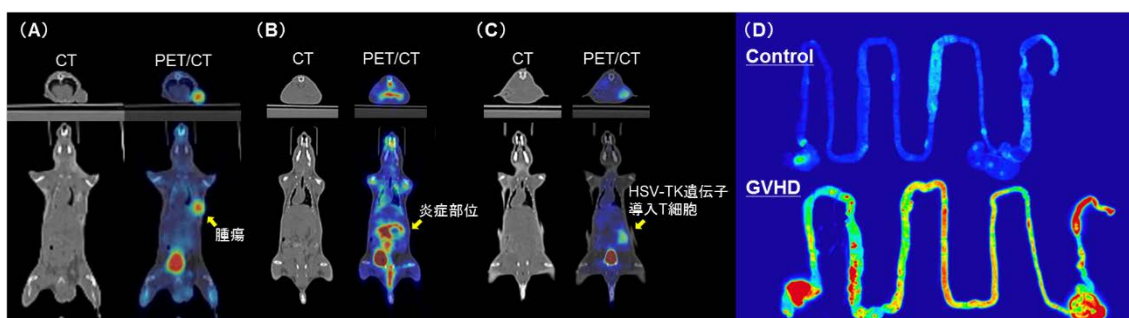 (A)
CT
PET/CT
腫瘍
(B)
CT
PET/CT
炎症部位
(C)
CT
PET/CT
HSV-TK遺伝子
導入T細胞
(D)
Control
GVHD